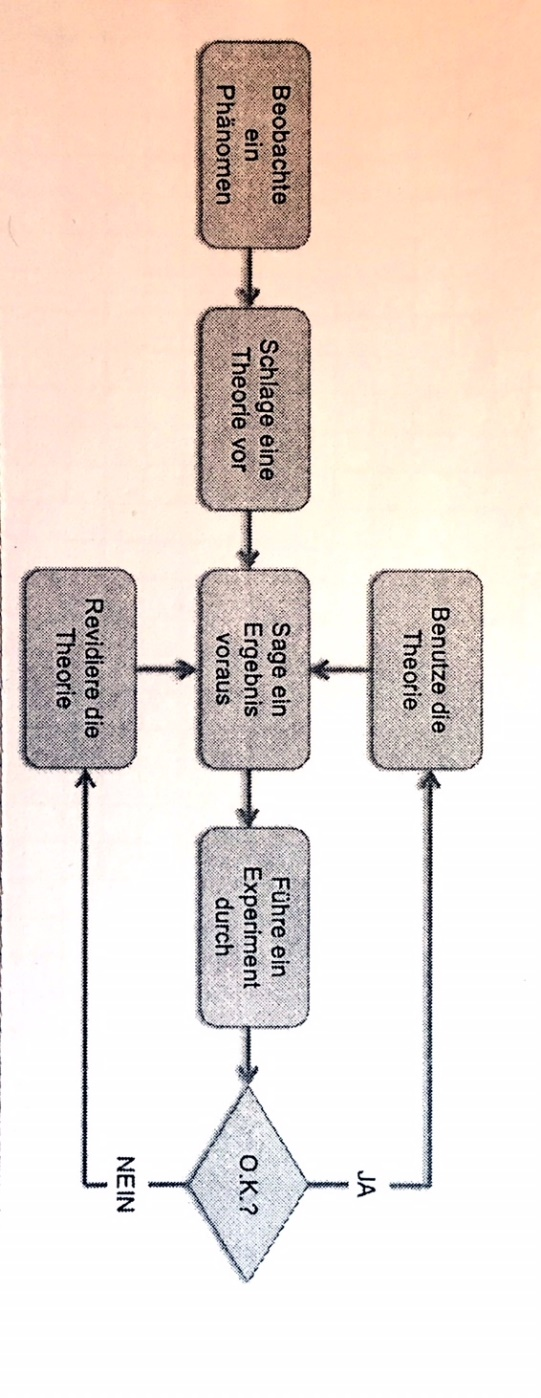 Beobachte
ein
Phänomen
Schlage eine
Theorie vor
Benutze die
Theorie
Sage ein
Ergebnis
voraus
Revidiere die
Theorie
Führe ein
Experiment
durch
JA
O.K.?
NEIN